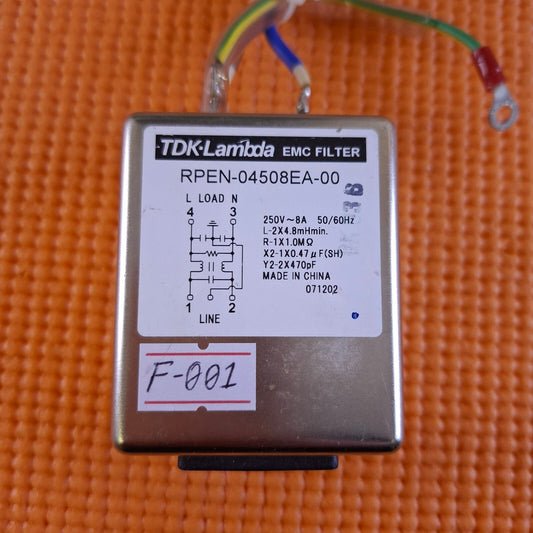 TDK-Lambda EMC FILTER
RPEN-04508EA-00
L LOAD N
4 3
250V~8A 50/60Hz
L-2X4.8mHmin.
R-1X1.0MΩ
X2-1X0.47μF(SH)
Y2-2X470pF
MADE IN CHINA
071202
1 2
LINE
F-001